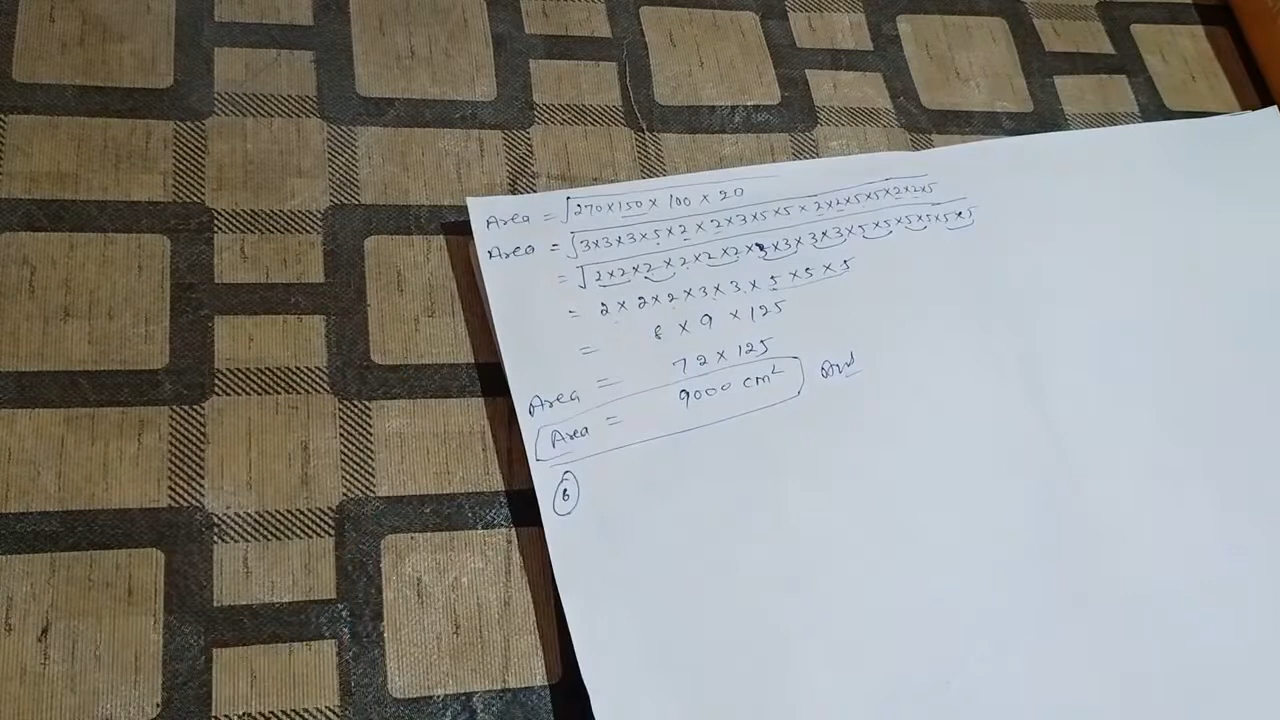 Area = √270×150×100×20
Area = √3×3×3×5×2×2×3×5×5×2×2×5×5×2×2×5
= √2×2×2×2×2×2×3×3×3×3×5×5×5×5×5×5
= 2×2×2×3×3×5×5×5
= 8×9×125
Area = 72×125
Area = 9000 cm² Ans
6